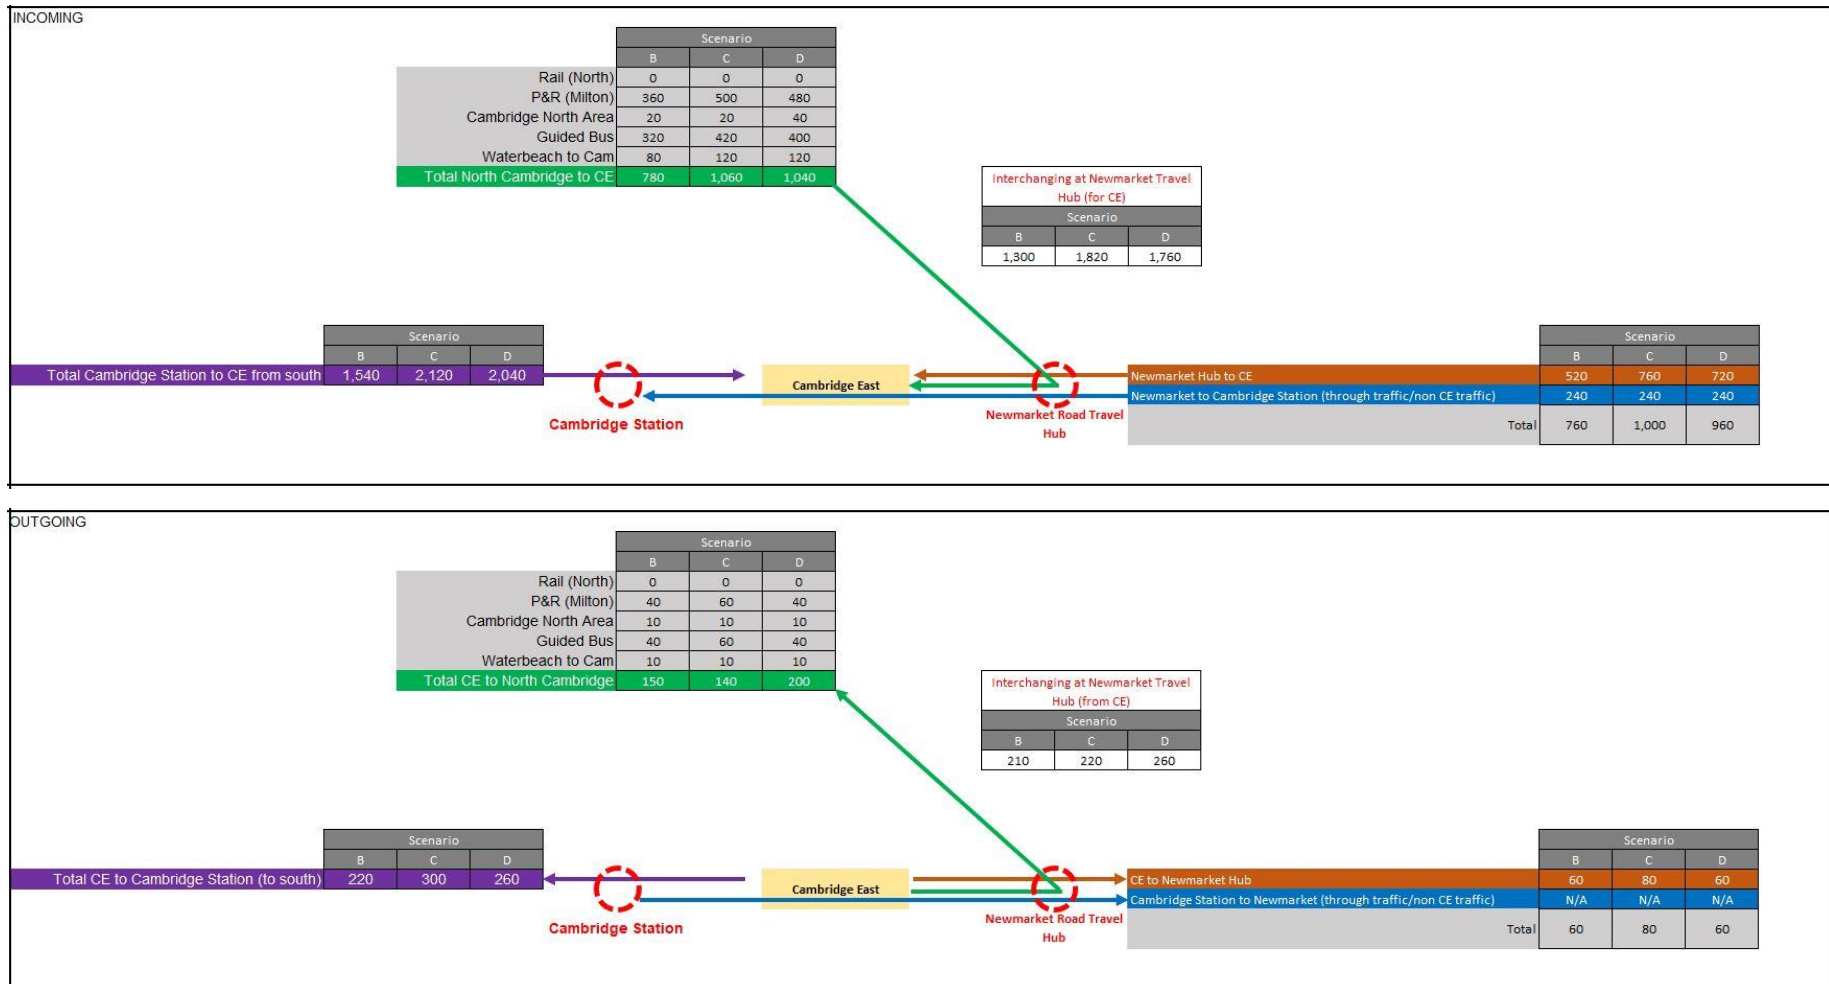 INCOMING
Scenario
B C D
Rail (North) 0 0 0
P&R (Milton) 360 500 480
Cambridge North Area 20 20 40
Guided Bus 320 420 400
Waterbeach to Cam 80 120 120
Total North Cambridge to CE 780 1,060 1,040
Interchanging at Newmarket Travel
Hub (for CE)
Scenario
B C D
1,300 1,820 1,760
Scenario
B C D
Total Cambridge Station to CE from south 1,540 2,120 2,040
Cambridge Station
Cambridge East
Newmarket Road Travel
Hub
Scenario
B C D
Newmarket Hub to CE 520 760 720
Newmarket to Cambridge Station (through traffic/non CE traffic) 240 240 240
Total 760 1,000 960
OUTGOING
Scenario
B C D
Rail (North) 0 0 0
P&R (Milton) 40 60 40
Cambridge North Area 10 10 10
Guided Bus 40 60 40
Waterbeach to Cam 10 10 10
Total CE to North Cambridge 150 140 200
Interchanging at Newmarket Travel
Hub (from CE)
Scenario
B C D
210 220 260
Scenario
B C D
Total CE to Cambridge Station (to south) 220 300 260
Cambridge Station
Cambridge East
Newmarket Road Travel
Hub
Scenario
B C D
CE to Newmarket Hub 60 80 60
Cambridge Station to Newmarket (through traffic/non CE traffic) N/A N/A N/A
Total 60 80 60